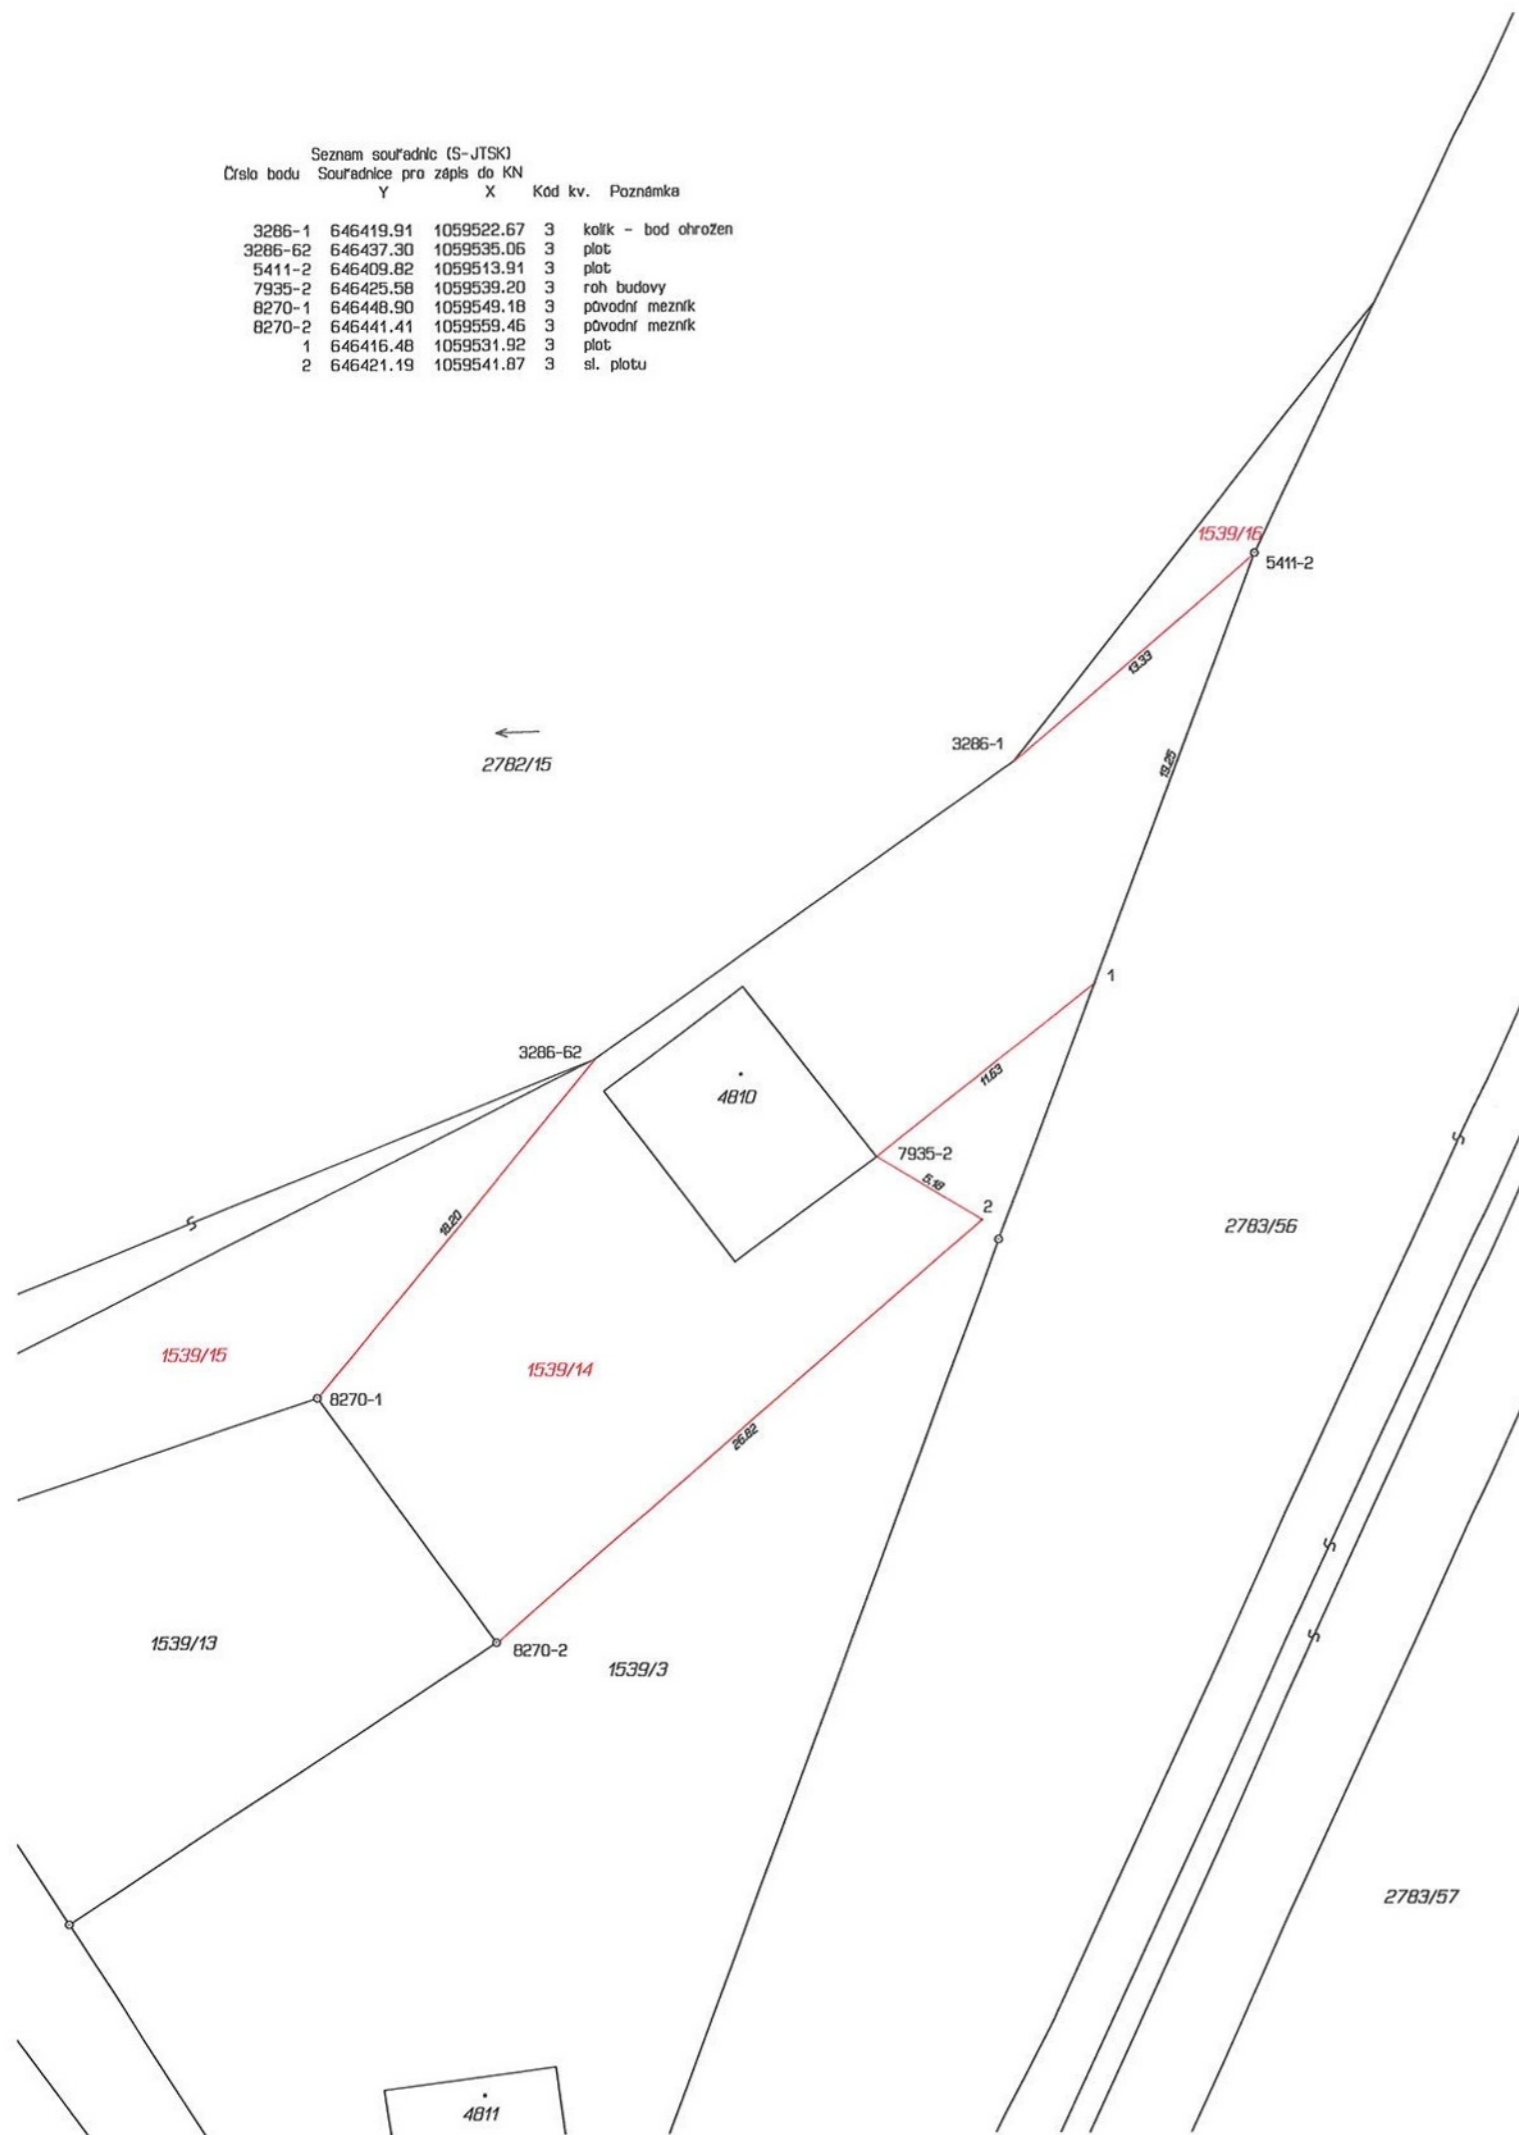 Seznam souřadnic (S-JTSK)
Číslo bodu Souřadnice pro zápis do KN
Y X Kód kv. Poznámka
3286-1 646419.91 1059522.67 3 kolík - bod ohrožen
3286-62 646437.30 1059535.06 3 plot
5411-2 646409.82 1059513.91 3 plot
7935-2 646425.58 1059539.20 3 roh budovy
8270-1 646448.90 1059549.18 3 původní mezník
8270-2 646441.41 1059559.46 3 původní mezník
1 646416.48 1059531.92 3 plot
2 646421.19 1059541.87 3 sl. plotu
1539/16
5411-2
13.33
3286-1
19.25
2782/15
1
3286-62
11.63
4810
7935-2
5.18
2
18.20
2783/56
1539/15
1539/14
8270-1
26.82
1539/13
8270-2
1539/3
2783/57
4811